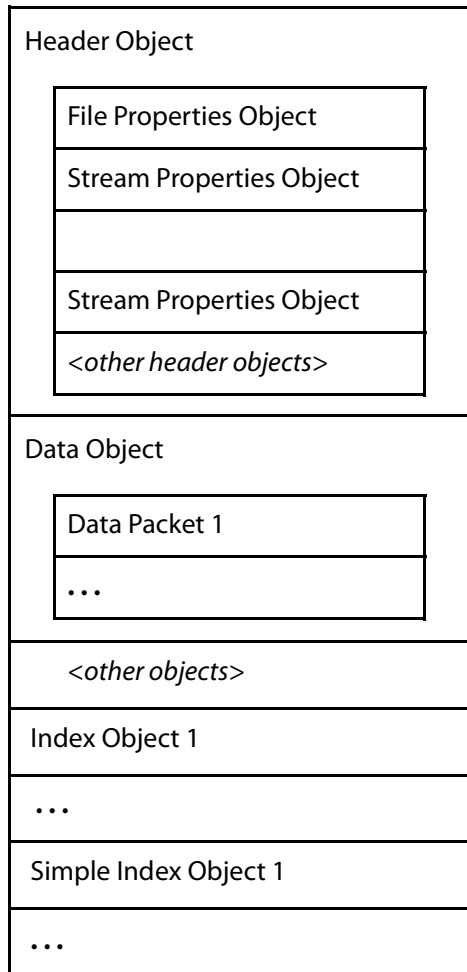 Header Object
File Properties Object
Stream Properties Object
Stream Properties Object
<other header objects>
Data Object
Data Packet 1
...
<other objects>
Index Object 1
...
Simple Index Object 1
...